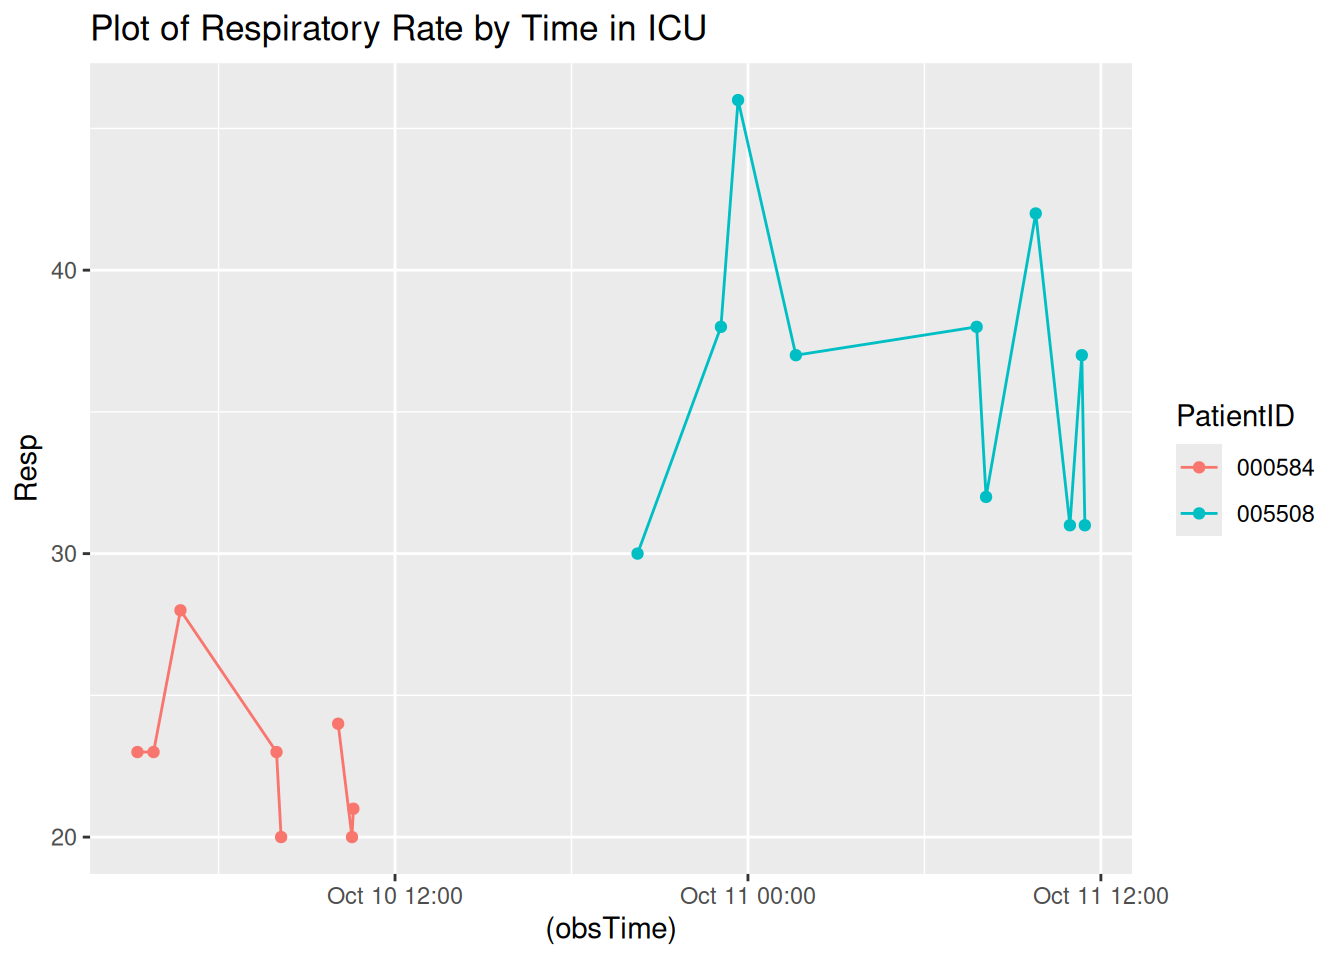 Plot of Respiratory Rate by Time in ICU
Resp
40
30
20
Oct 10 12:00
Oct 11 00:00
Oct 11 12:00
(obsTime)
PatientID
000584
005508